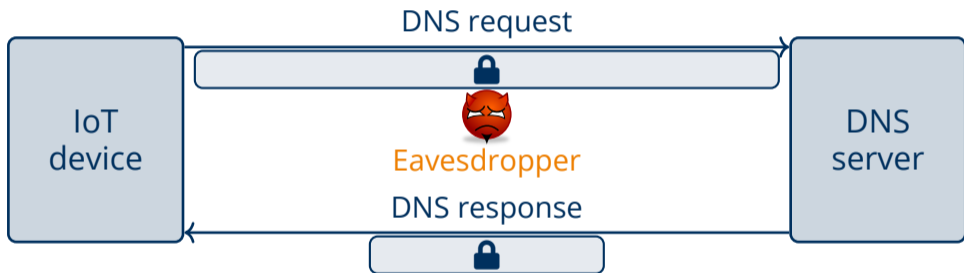 DNS request
IoT
device
DNS
server
Eavesdropper
DNS response